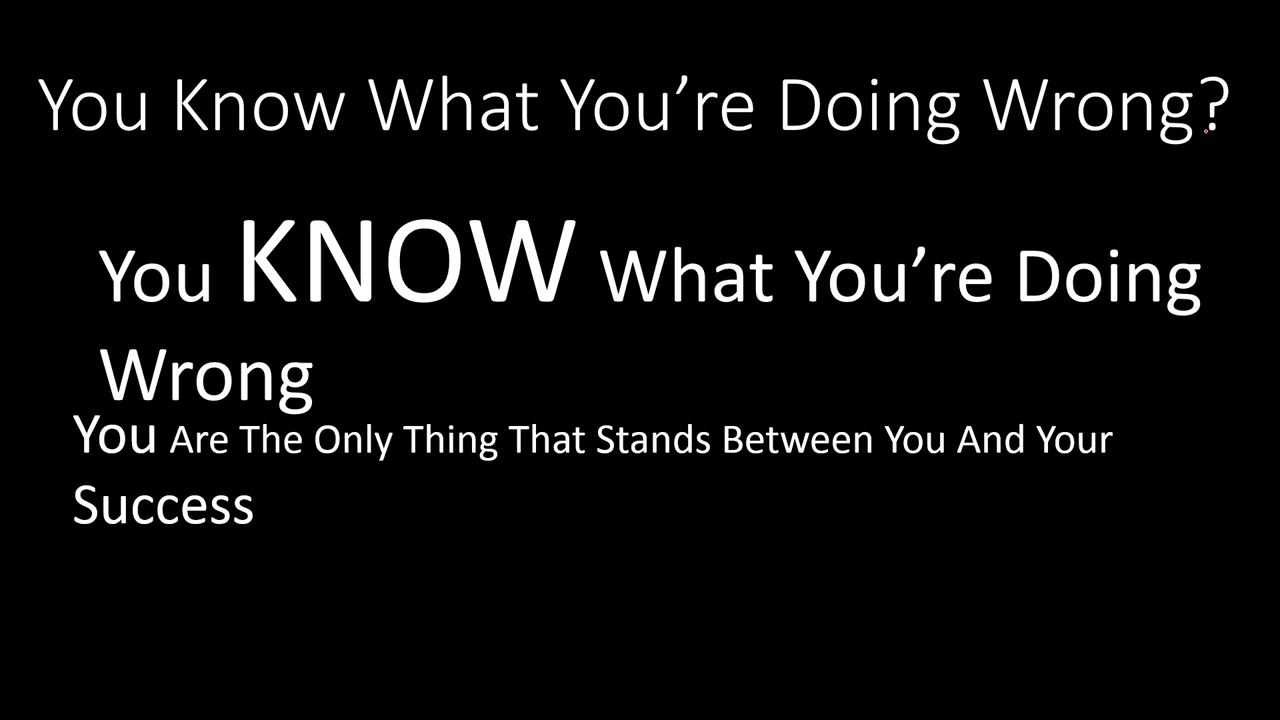 You Know What You’re Doing Wrong?
You KNOW What You’re Doing
Wrong
You Are The Only Thing That Stands Between You And Your
Success